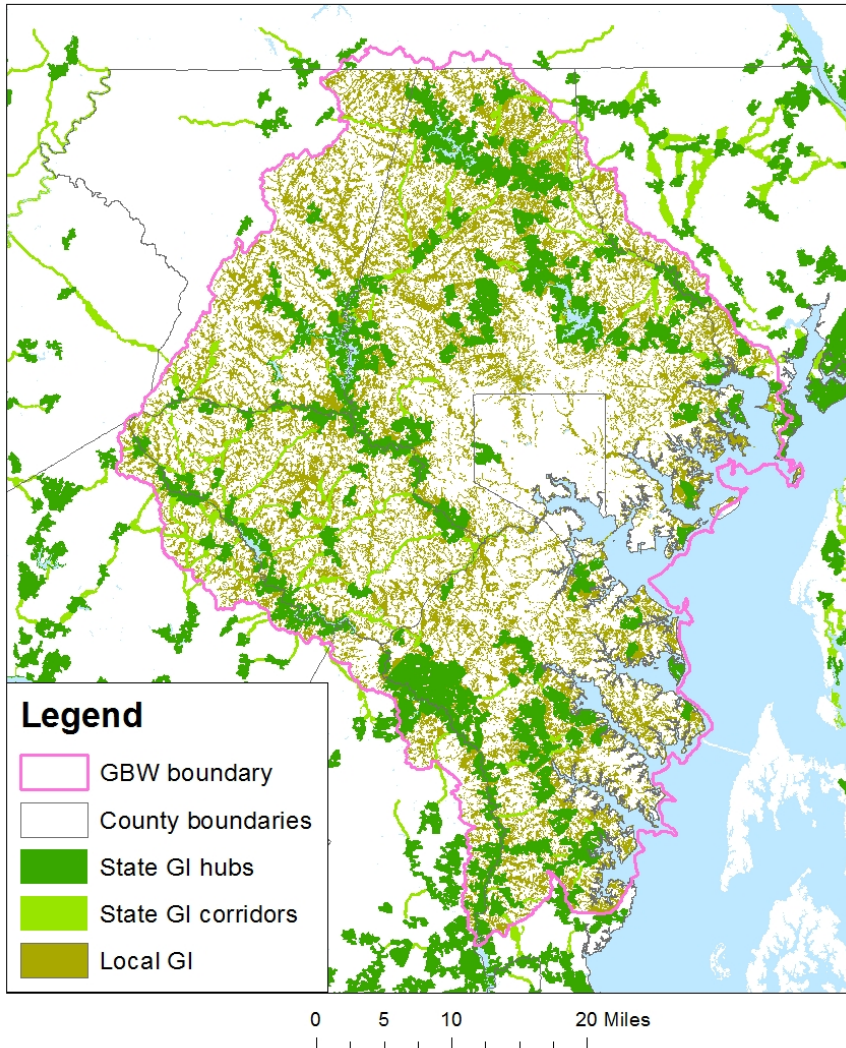 Legend
GBW boundary
County boundaries
State GI hubs
State GI corridors
Local GI
0 5 10 20 Miles